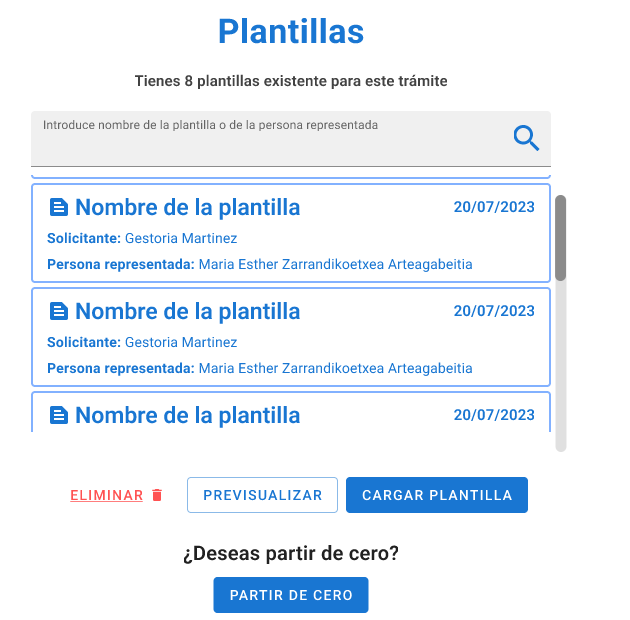 Plantillas
Tienes 8 plantillas existente para este trámite
Introduce nombre de la plantilla o de la persona representada
Nombre de la plantilla 20/07/2023
Solicitante: Gestoria Martinez
Persona representada: Maria Esther Zarrandikoetxea Arteagabeitia
Nombre de la plantilla 20/07/2023
Solicitante: Gestoria Martinez
Persona representada: Maria Esther Zarrandikoetxea Arteagabeitia
Nombre de la plantilla 20/07/2023
ELIMINAR PREVISUALIZAR CARGAR PLANTILLA
¿Deseas partir de cero?
PARTIR DE CERO